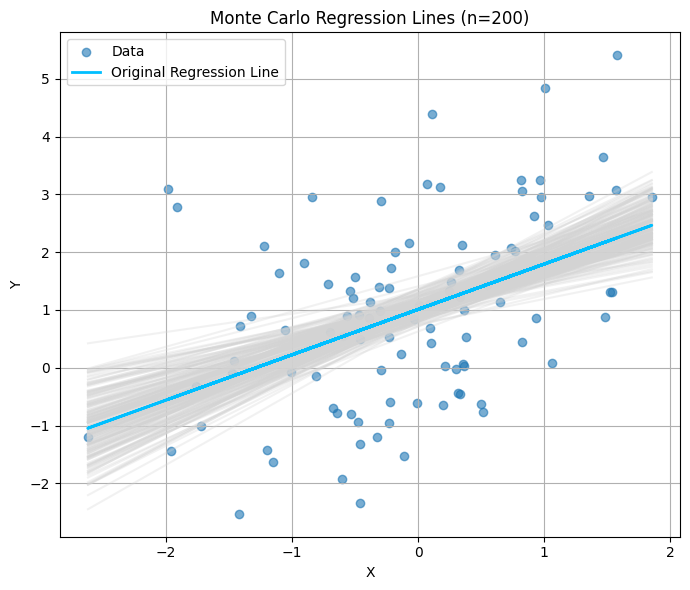 Monte Carlo Regression Lines (n=200)
Data
Original Regression Line
5
4
3
2
1
0
−1
−2
Y
−2
−1
0
1
2
X